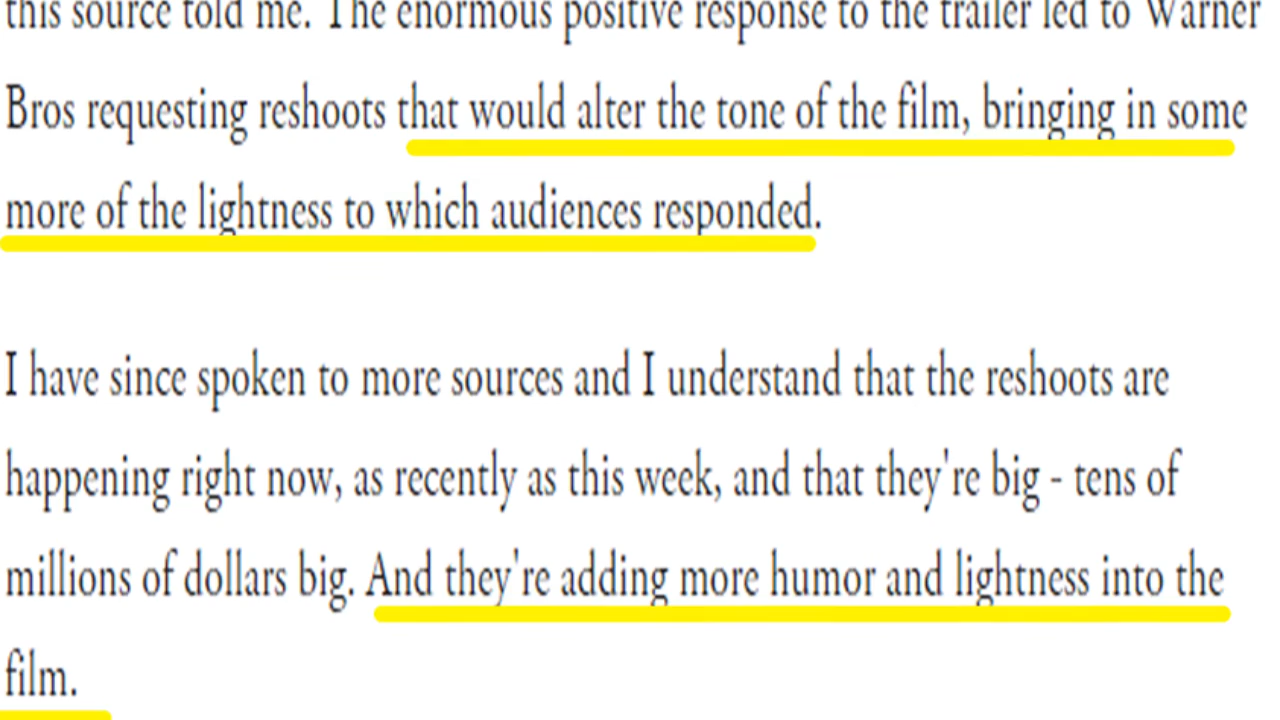 this source told me. The enormous positive response to the trailer led to Warner
Bros requesting reshoots that would alter the tone of the film, bringing in some
more of the lightness to which audiences responded.
I have since spoken to more sources and I understand that the reshoots are
happening right now, as recently as this week, and that they're big - tens of
millions of dollars big. And they're adding more humor and lightness into the
film.